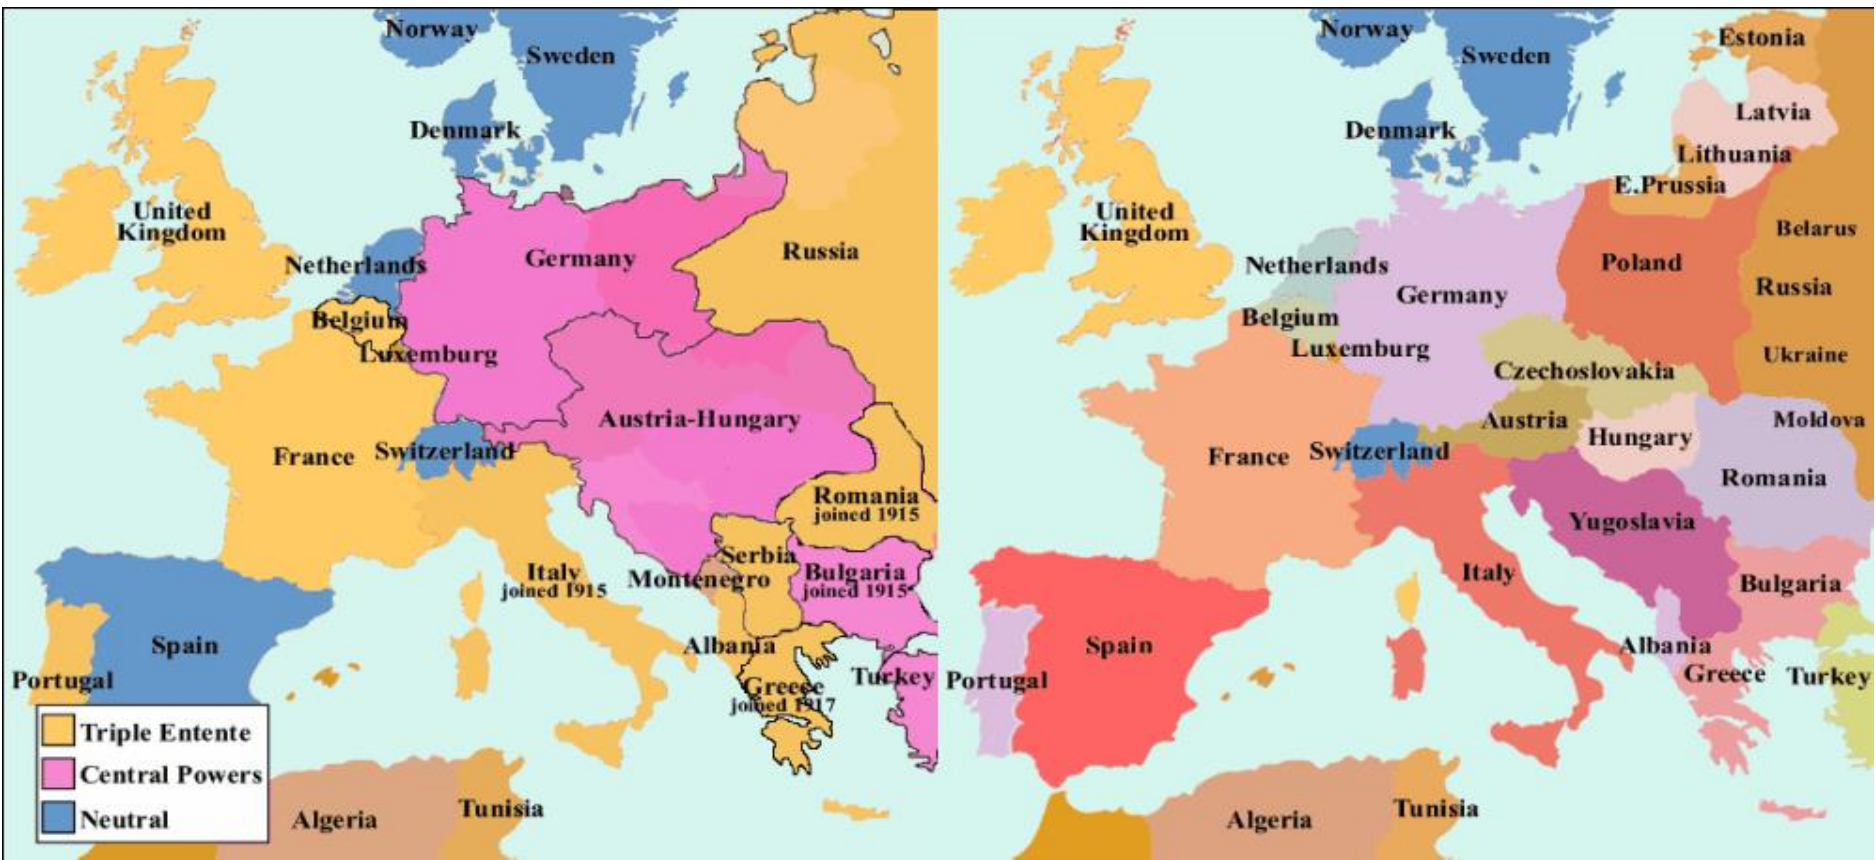 Norway
Sweden
Denmark
United
Kingdom
Netherlands
Germany
Russia
Belgium
Luxemburg
Austria-Hungary
France
Switzerland
Romania
joined 1915
Serbia
Italy
joined 1915
Montenegro
Bulgaria
joined 1915
Spain
Albania
Portugal
Turkey
Greece
joined 1917
Triple Entente
Central Powers
Neutral
Algeria
Tunisia
Norway
Sweden
Estonia
Latvia
Denmark
Lithuania
E.Prussia
United
Kingdom
Belarus
Netherlands
Poland
Germany
Russia
Belgium
Luxemburg
Ukraine
Czechoslovakia
Austria
Moldova
Hungary
France
Switzerland
Romania
Yugoslavia
Italy
Bulgaria
Spain
Albania
Portugal
Greece
Turkey
Algeria
Tunisia